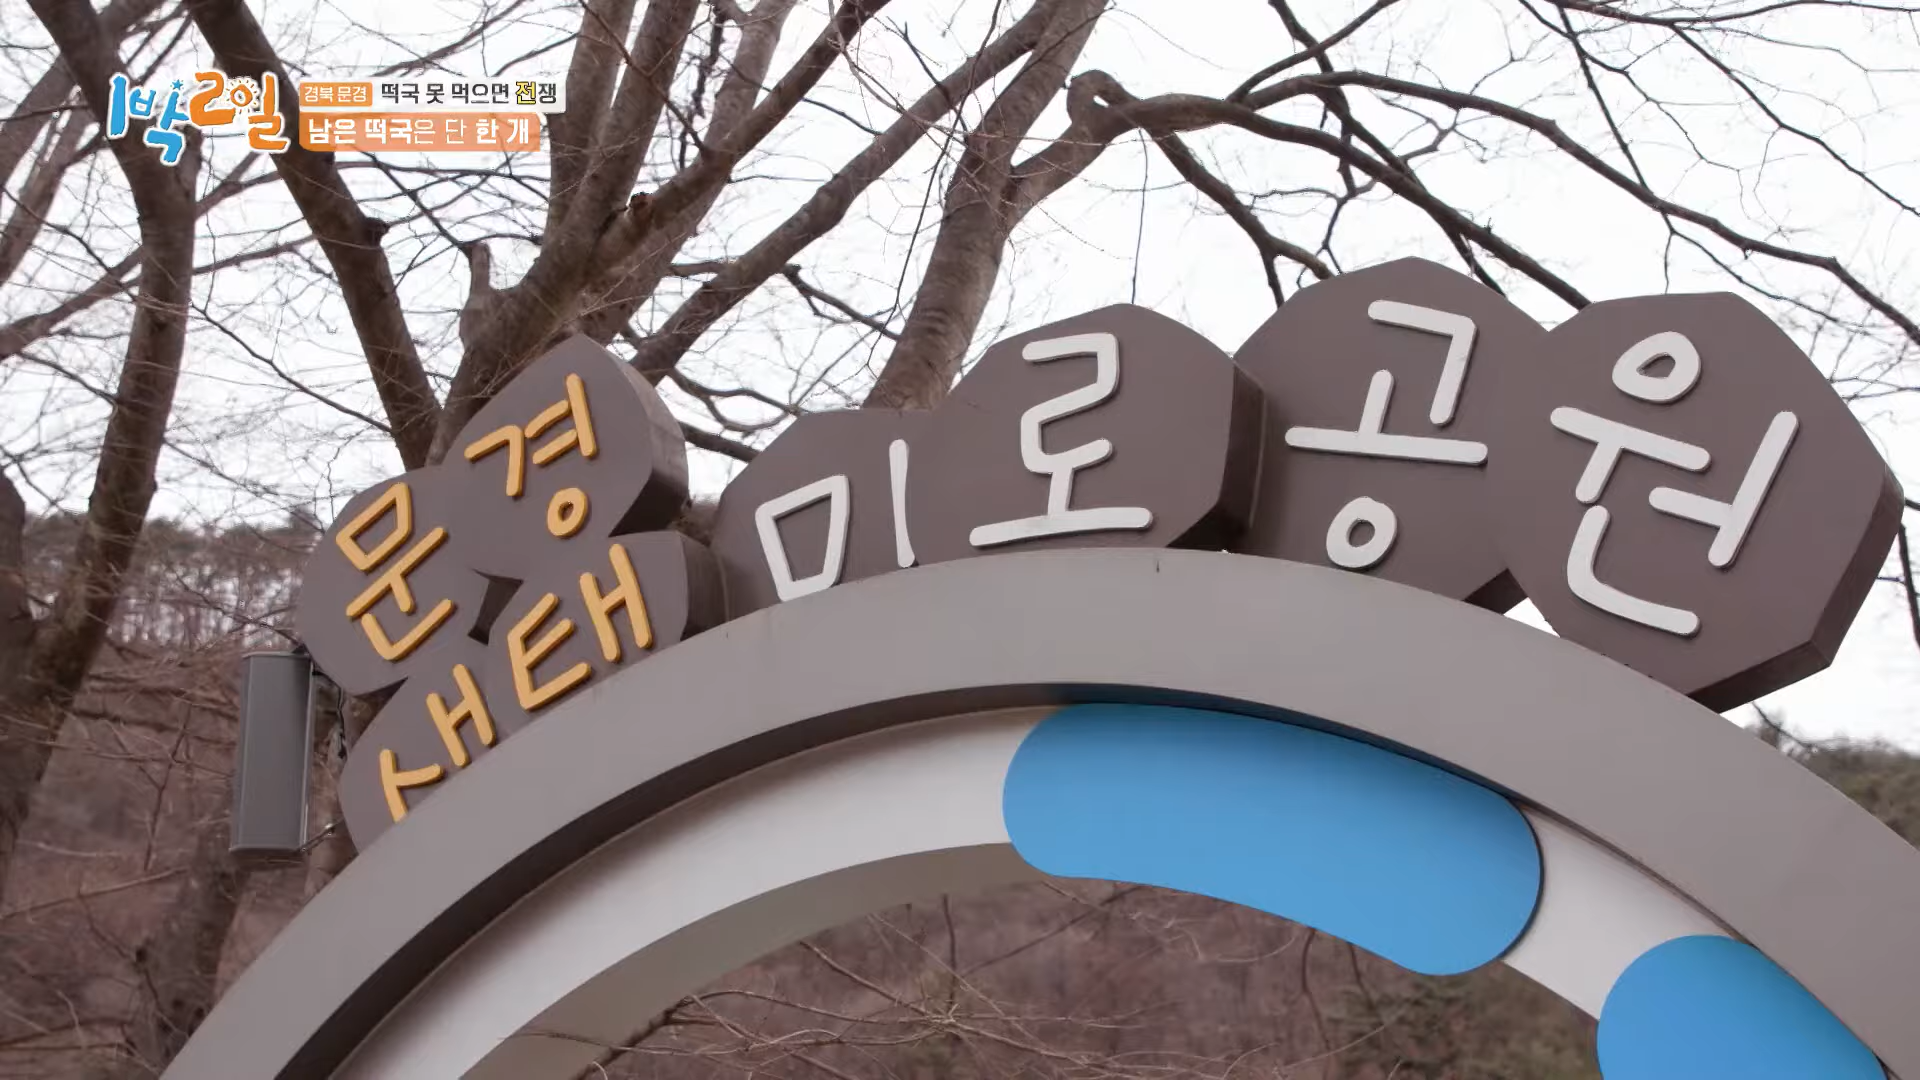 1박2일
경북 문경 떡국 못 먹으면 전쟁
남은 떡국은 단 한 개
문경
생태
미로공원